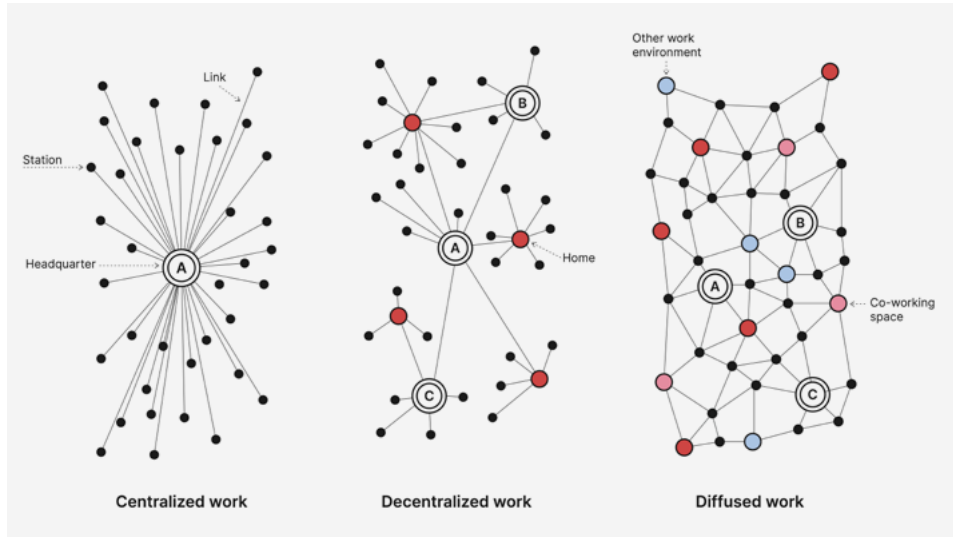 Link
Station
Headquarter
A
Centralized work
B
A
Home
C
Decentralized work
Other work
environment
B
A
Co-working
space
C
Diffused work